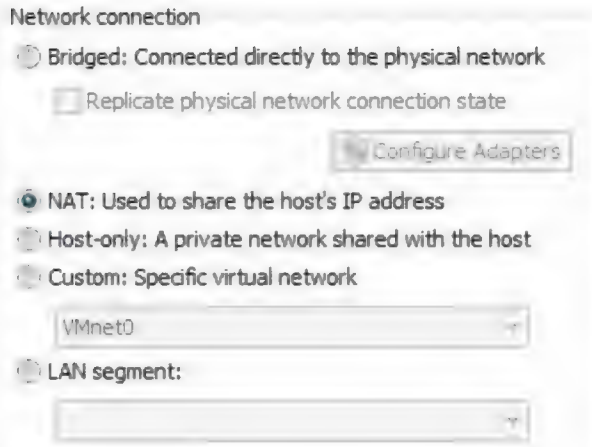 Network connection
Bridged: Connected directly to the physical network
Replicate physical network connection state
Configure Adapters
NAT: Used to share the host's IP address
Host-only: A private network shared with the host
Custom: Specific virtual network
VMnet0
LAN segment: